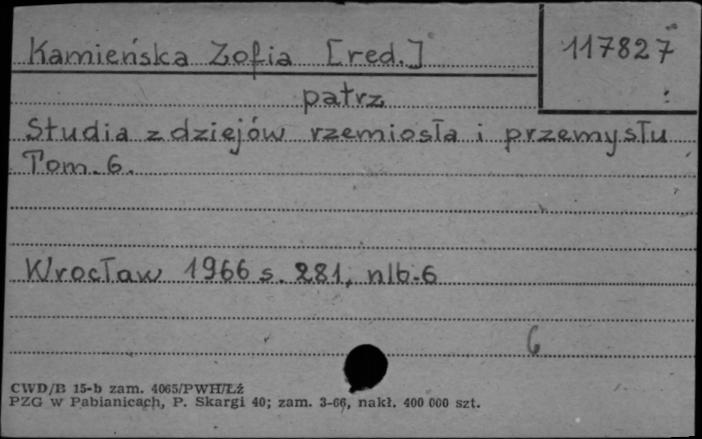 Kamieńska Zofia [red.] 117827
patrz
Studia z dziejów rzemiosła i przemysłu
Tom. 6.
Wrocław 1966 s. 281, nlb. 6
6
CWD/B 15-b zam. 4065/PWH/Łź
PZG w Pabianicach, P. Skargi 40; zam. 3-66, nakł. 400 000 szt.